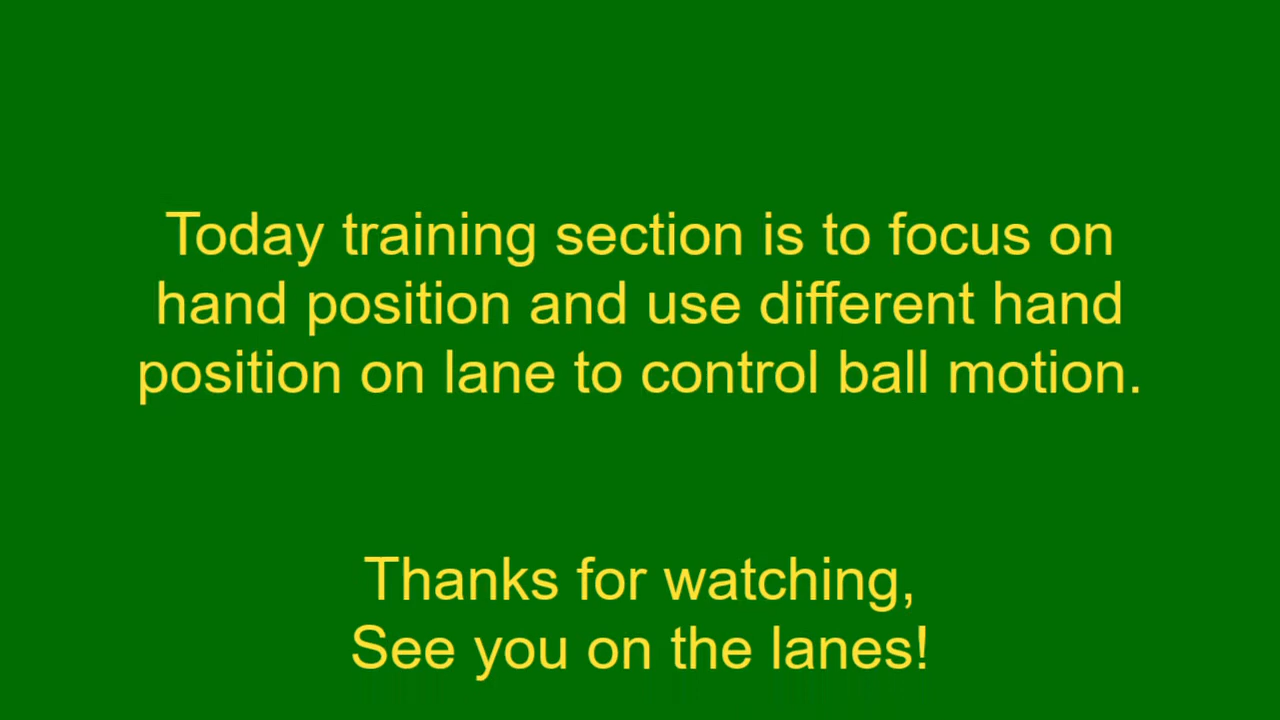 Today training section is to focus on
hand position and use different hand
position on lane to control ball motion.
Thanks for watching,
See you on the lanes!